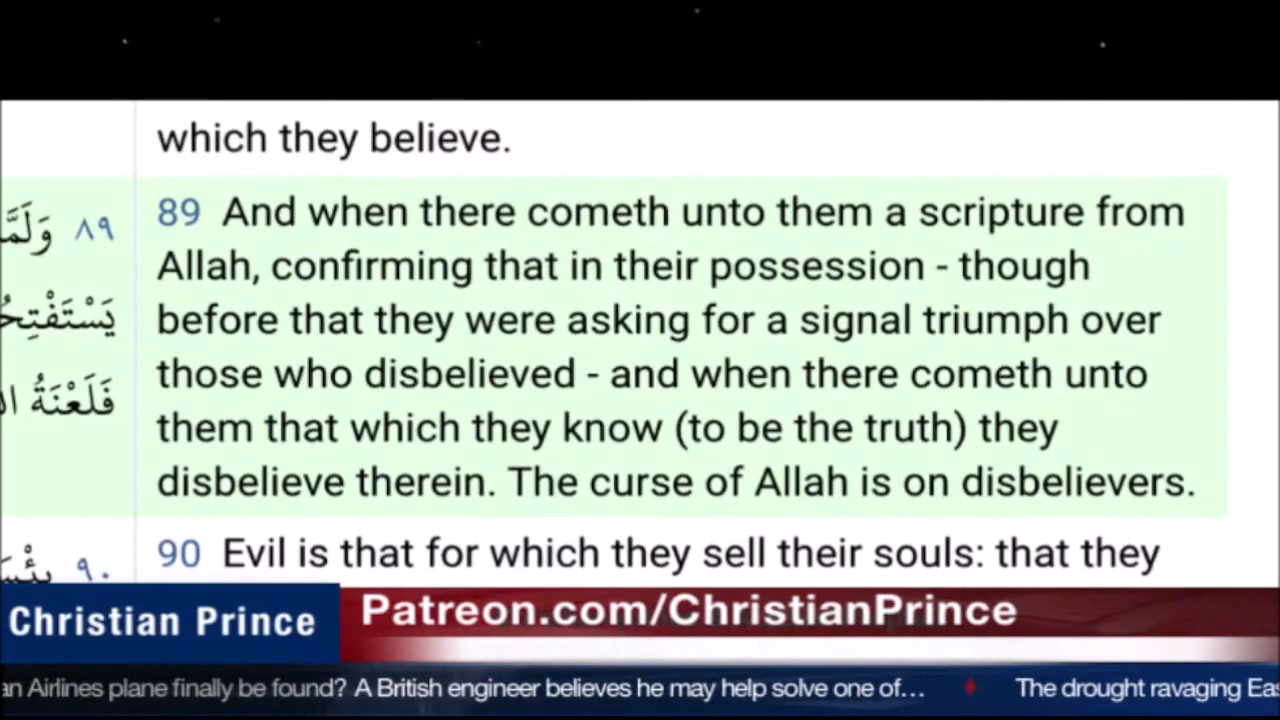 which they believe.
89 And when there cometh unto them a scripture from
Allah, confirming that in their possession - though
before that they were asking for a signal triumph over
those who disbelieved - and when there cometh unto
them that which they know (to be the truth) they
disbelieve therein. The curse of Allah is on disbelievers.
٨٩
فَلَعْنَةُ
90 Evil is that for which they sell their souls: that they
٩٠
Christian Prince
Patreon.com/ChristianPrince
Airlines plane finally be found? A British engineer believes he may help solve one of… The drought ravaging